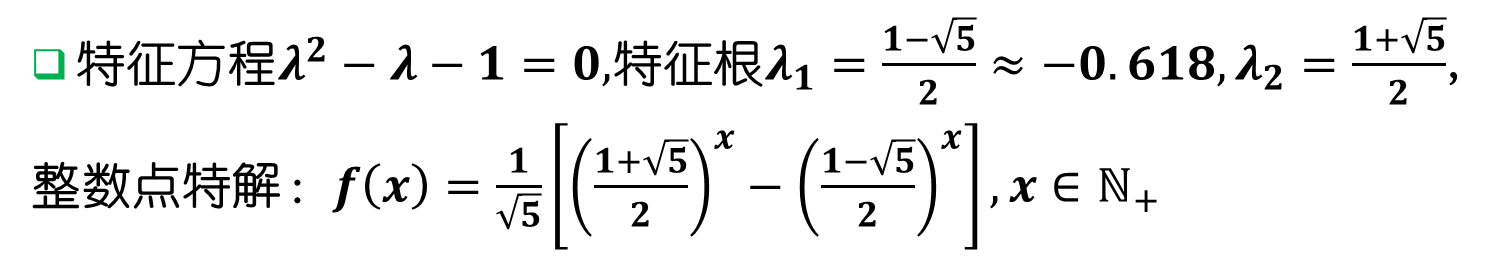 ❑ 特征方程λ² − λ − 1 = 0,特征根λ₁ = (1−√5)/2 ≈ −0.618, λ₂ = (1+√5)/2,
整数点特解: f(x) = 1/√5 [((1+√5)/2)^x − ((1−√5)/2)^x], x ∈ ℕ₊